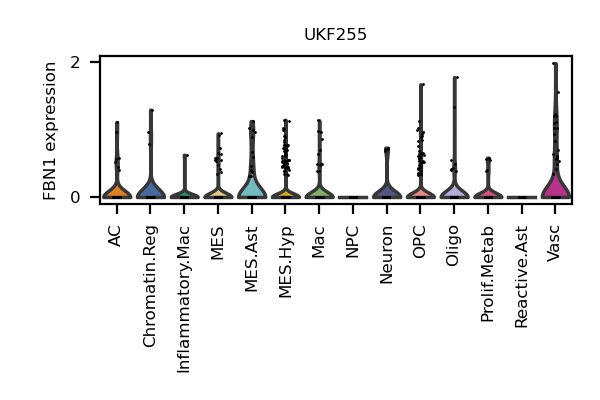 UKF255
FBN1 expression
2
0
AC
Chromatin.Reg
Inflammatory.Mac
MES
MES.Ast
MES.Hyp
Mac
NPC
Neuron
OPC
Oligo
Prolif.Metab
Reactive.Ast
Vasc